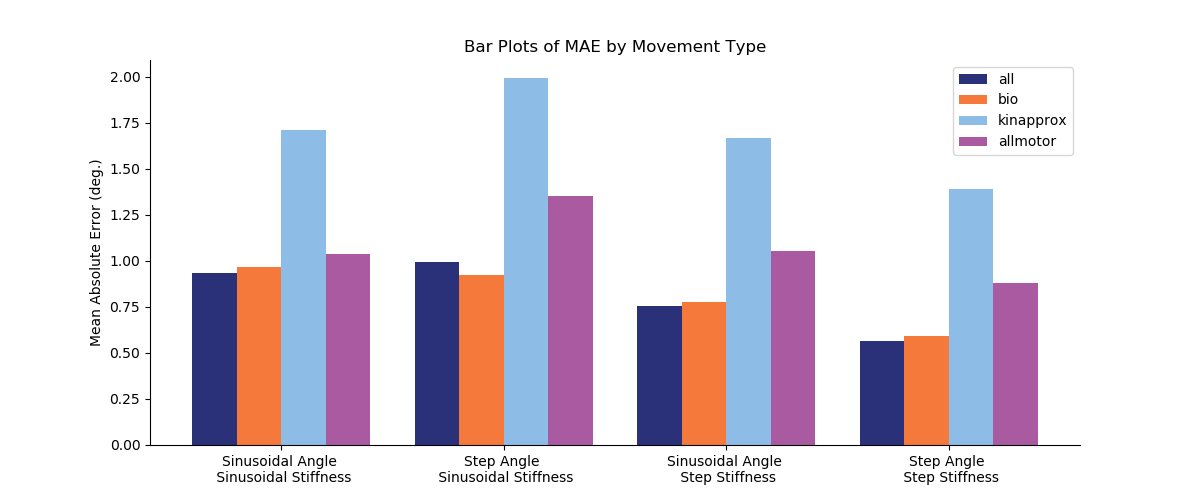 Bar Plots of MAE by Movement Type
Mean Absolute Error (deg.)
2.00
1.75
1.50
1.25
1.00
0.75
0.50
0.25
0.00
all
bio
kinapprox
allmotor
Sinusoidal Angle
Sinusoidal Stiffness
Step Angle
Sinusoidal Stiffness
Sinusoidal Angle
Step Stiffness
Step Angle
Step Stiffness